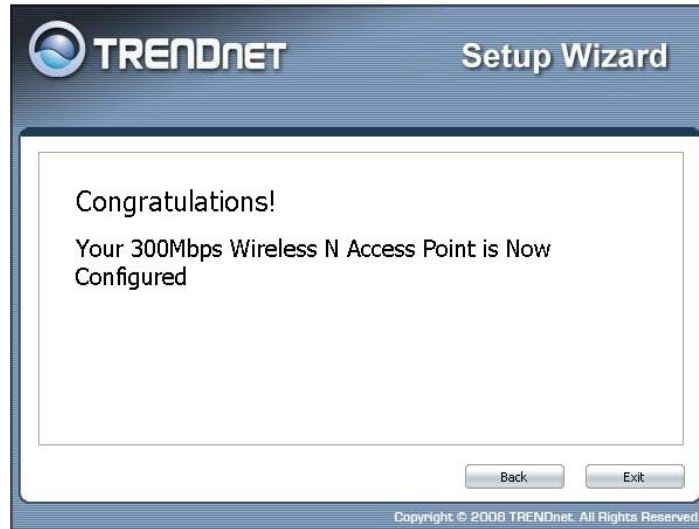 TRENDNET
Setup Wizard
Congratulations!
Your 300Mbps Wireless N Access Point is Now
Configured
Back
Exit
Copyright © 2008 TRENDnet. All Rights Reserved